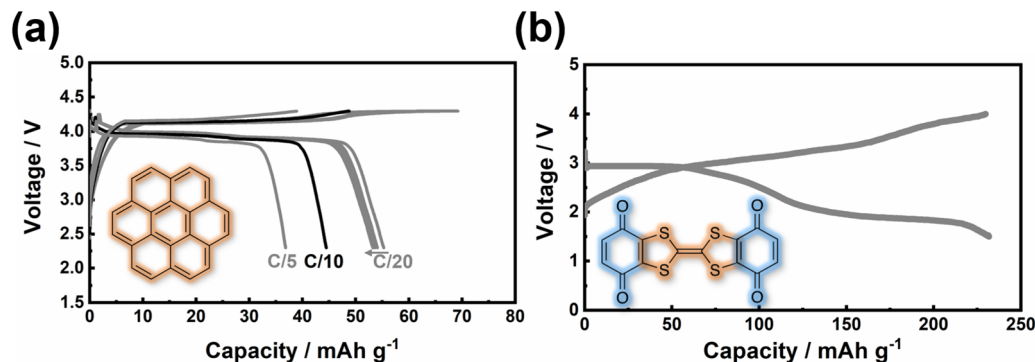 (a)
5.0
4.5
4.0
3.5
3.0
2.5
2.0
1.5
Voltage / V
0 10 20 30 40 50 60 70 80
Capacity / mAh g-1
C/5 C/10 C/20
(b)
5
4
3
2
1
0
Voltage / V
0 50 100 150 200 250
Capacity / mAh g-1
O O
S S
S S
O O